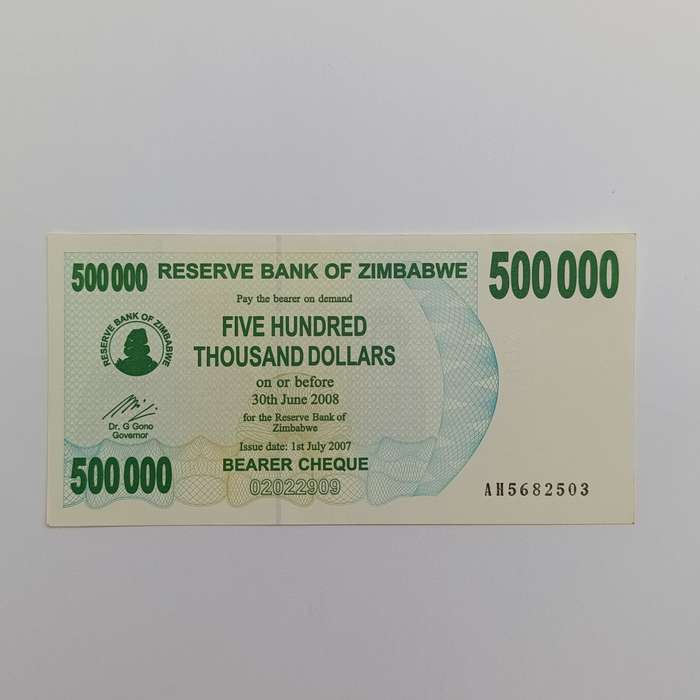 500 000
RESERVE BANK OF ZIMBABWE
500 000
Pay the bearer on demand
FIVE HUNDRED
THOUSAND DOLLARS
on or before
30th June 2008
for the Reserve Bank of
Zimbabwe
Issue date: 1st July 2007
BEARER CHEQUE
02022909
RESERVE BANK OF ZIMBABWE
Dr. G Gono
Governor
500 000
AH5682503